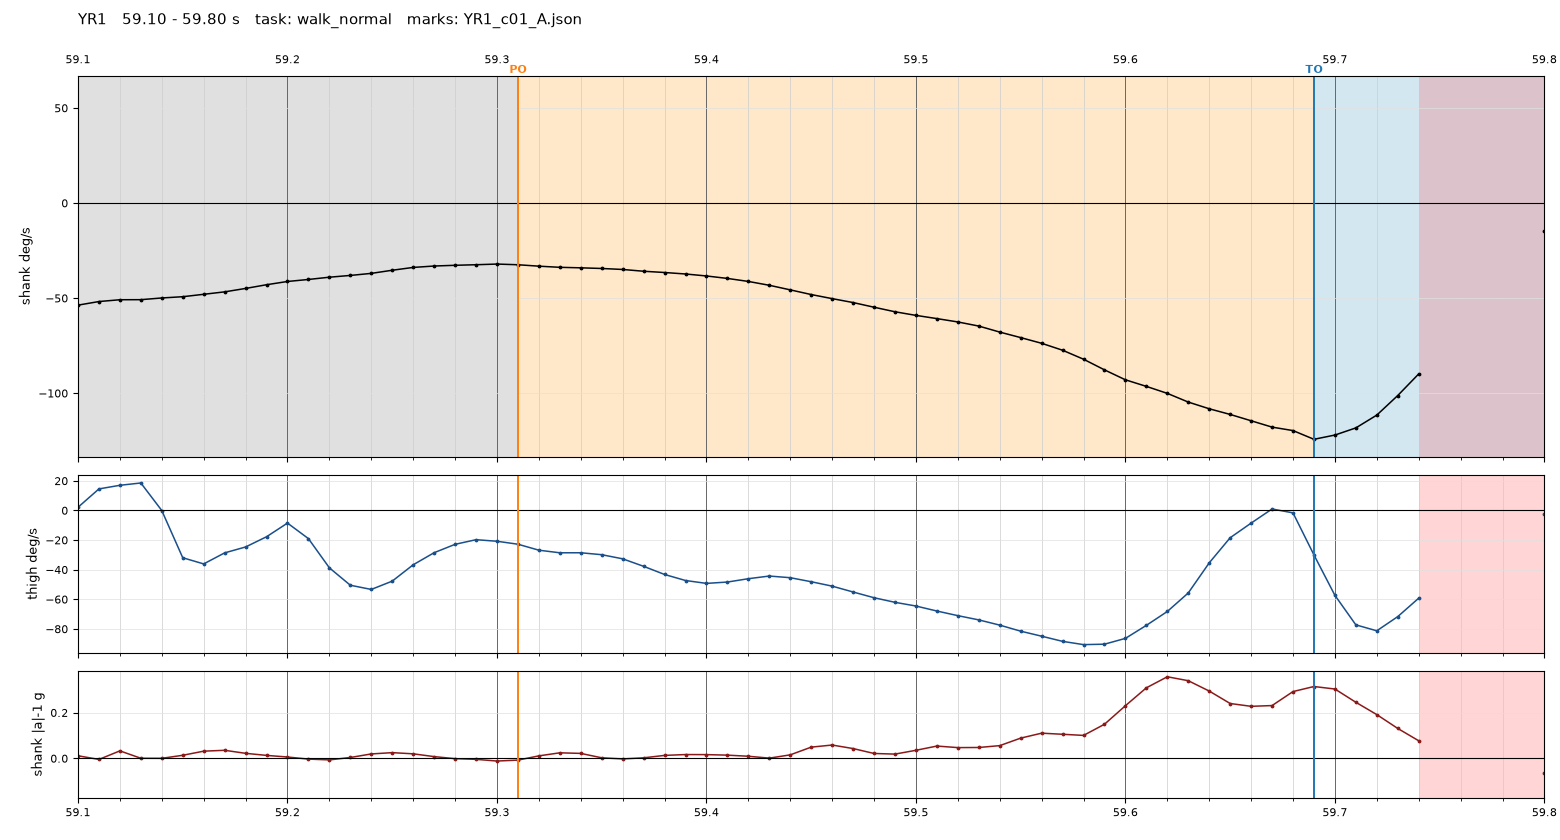 YR1   59.10 - 59.80 s   task: walk_normal   marks: YR1_c01_A.json
59.1 59.2 59.3 59.4 59.5 59.6 59.7 59.8
PO TO
shank deg/s
50
0
−50
−100
thigh deg/s
20
0
−20
−40
−60
−80
shank |a|-1 g
0.2
0.0
59.1 59.2 59.3 59.4 59.5 59.6 59.7 59.8